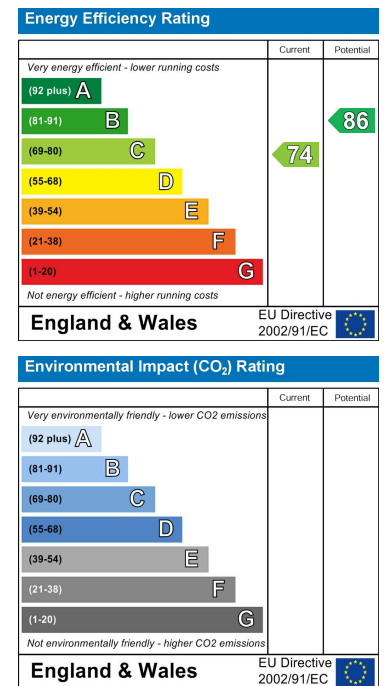 Energy Efficiency Rating
Current Potential
Very energy efficient - lower running costs
(92 plus) A
(81-91) B 86
(69-80) C 74
(55-68) D
(39-54) E
(21-38) F
(1-20) G
Not energy efficient - higher running costs
England & Wales EU Directive 2002/91/EC
Environmental Impact (CO₂) Rating
Current Potential
Very environmentally friendly - lower CO2 emissions
(92 plus) A
(81-91) B
(69-80) C
(55-68) D
(39-54) E
(21-38) F
(1-20) G
Not environmentally friendly - higher CO2 emissions
England & Wales EU Directive 2002/91/EC